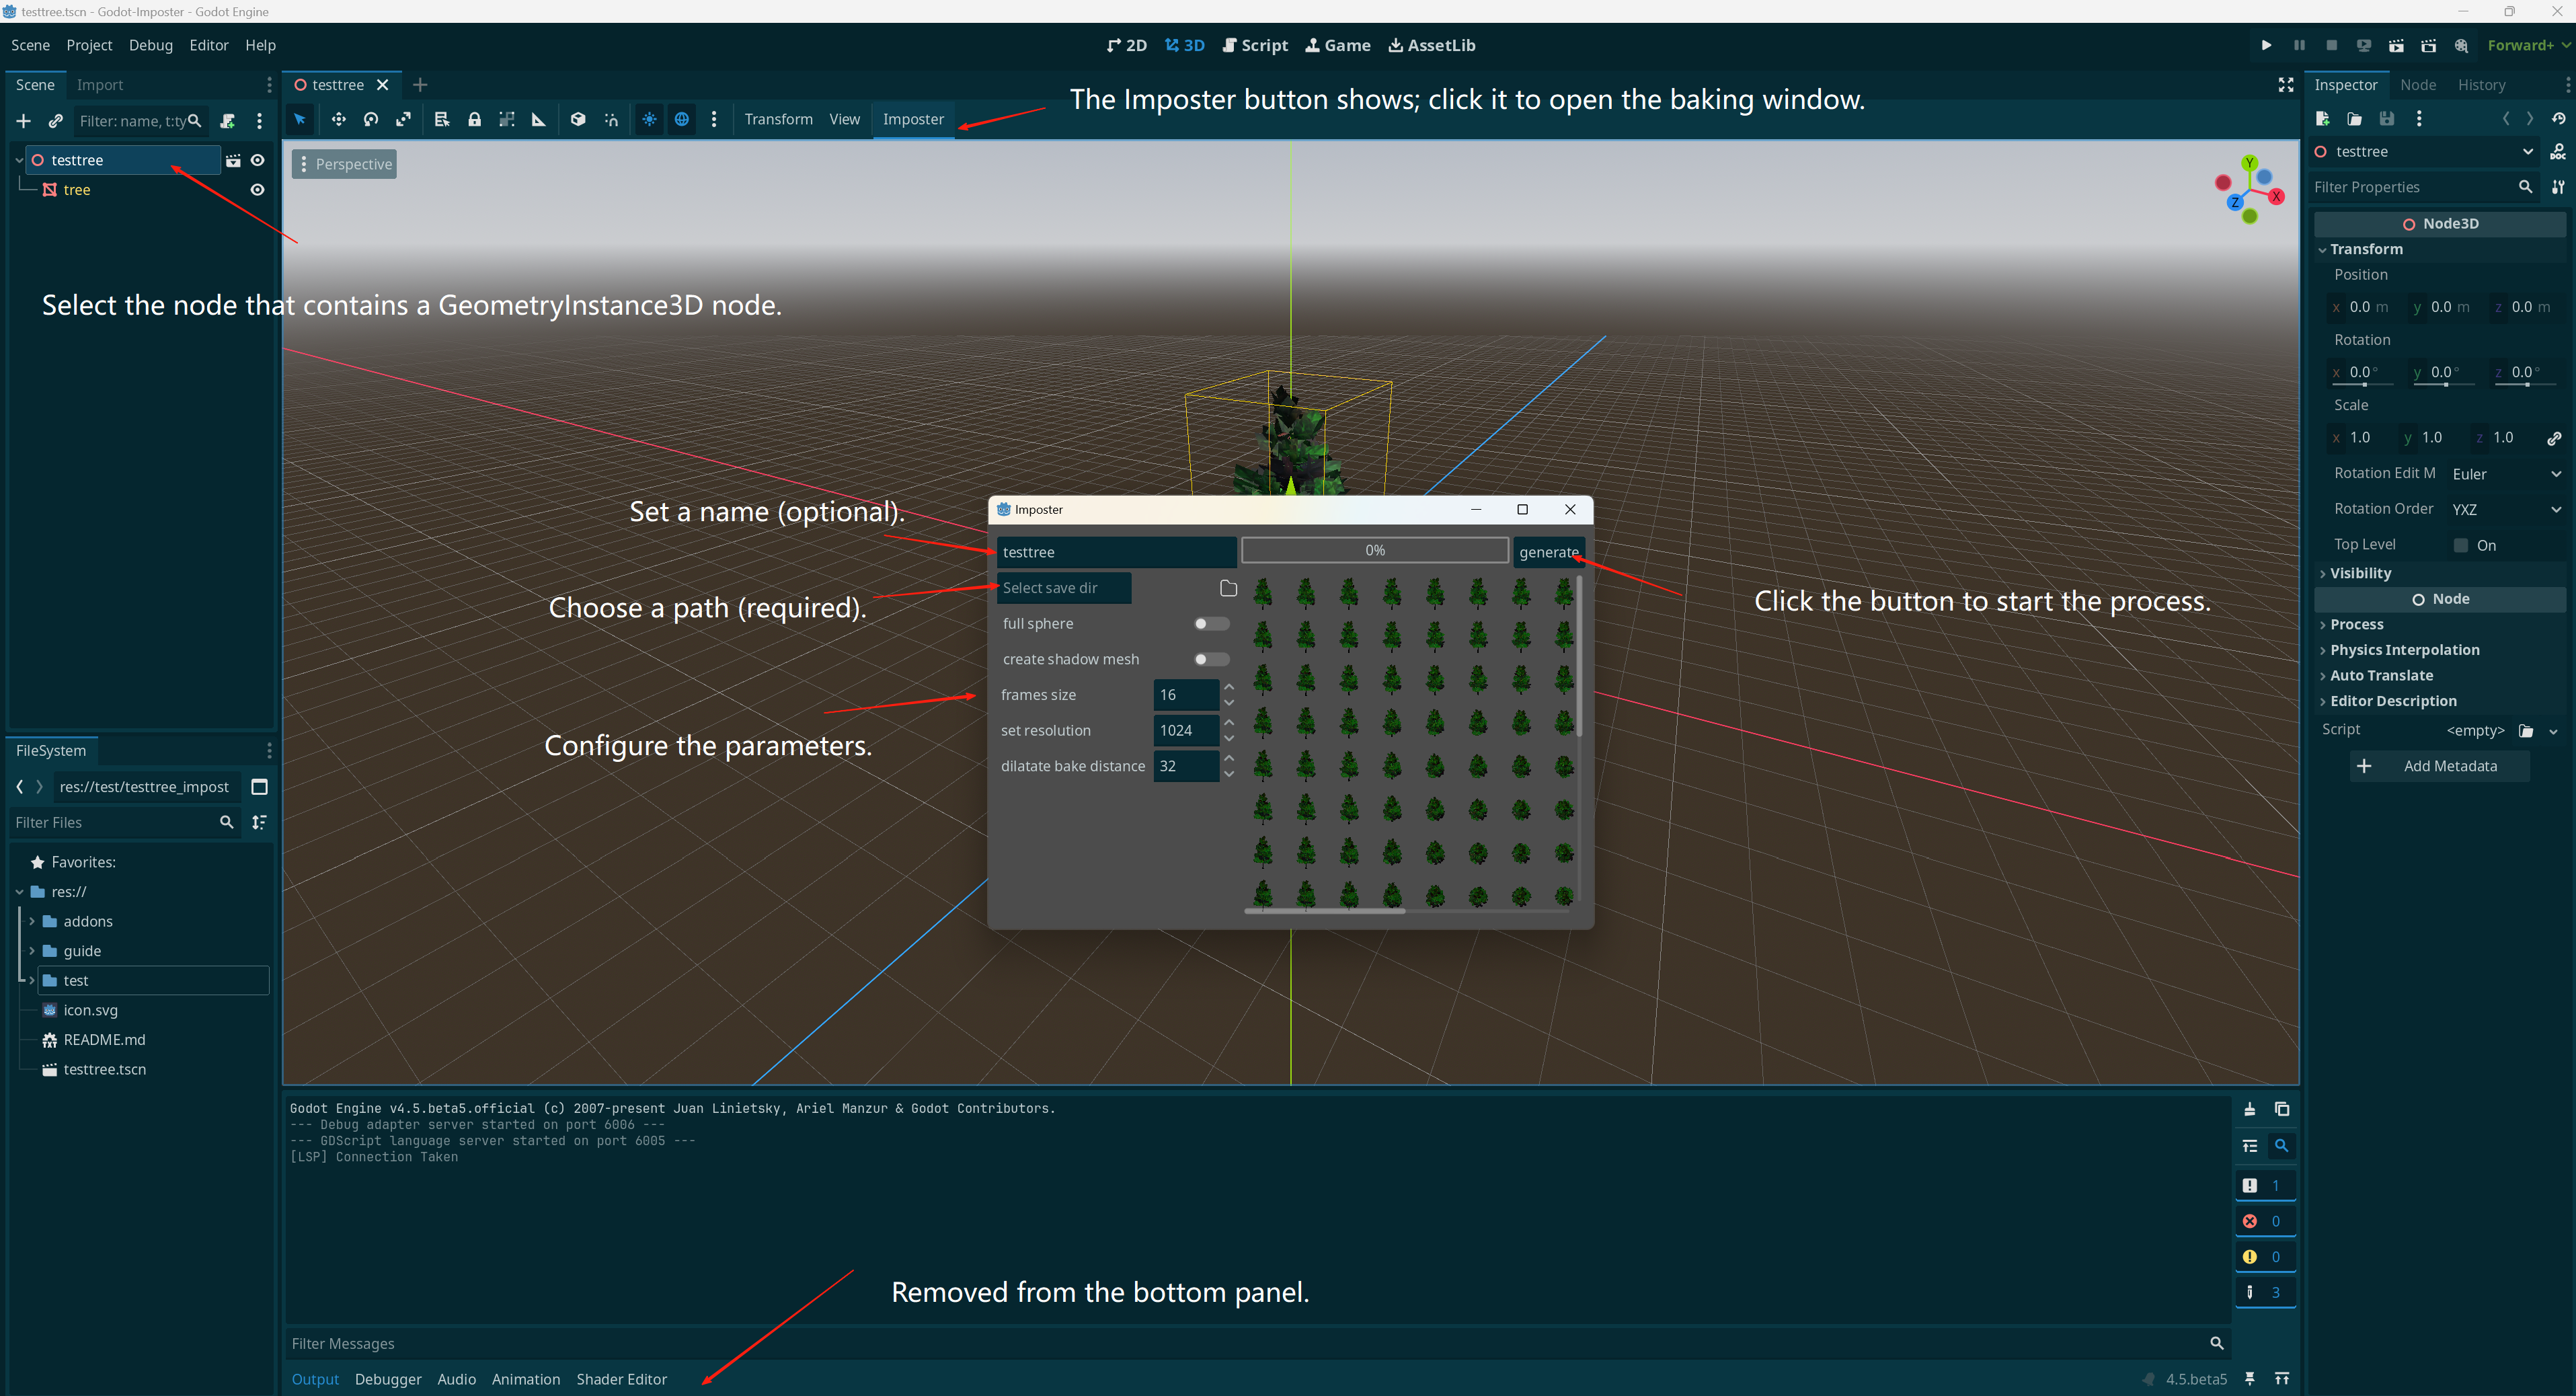 testtree.tscn - Godot-Imposter - Godot Engine
Scene Project Debug Editor Help
2D 3D Script Game AssetLib
Forward+
Scene Import
testtree
Inspector Node History
Filter: name, t:ty
Transform View Imposter
The Imposter button shows; click it to open the baking window.
testtree
tree
Perspective
Y
X
Z
testtree
Filter Properties
Node3D
Transform
Position
x 0.0 m y 0.0 m z 0.0 m
Rotation
x 0.0 ° y 0.0 ° z 0.0 °
Scale
x 1.0 y 1.0 z 1.0
Rotation Edit M Euler
Rotation Order YXZ
Top Level On
Visibility
Node
Process
Physics Interpolation
Auto Translate
Editor Description
Script <empty>
Add Metadata
Select the node that contains a GeometryInstance3D node.
Set a name (optional).
Choose a path (required).
Configure the parameters.
Click the button to start the process.
Imposter
testtree 0% generate
Select save dir
full sphere
create shadow mesh
frames size 16
set resolution 1024
dilatate bake distance 32
FileSystem
res://test/testtree_impost
Filter Files
Favorites:
res://
addons
guide
test
icon.svg
README.md
testtree.tscn
Godot Engine v4.5.beta5.official (c) 2007-present Juan Linietsky, Ariel Manzur & Godot Contributors.
--- Debug adapter server started on port 6006 ---
--- GDScript language server started on port 6005 ---
[LSP] Connection Taken
1
0
0
3
Removed from the bottom panel.
Filter Messages
Output Debugger Audio Animation Shader Editor
4.5.beta5